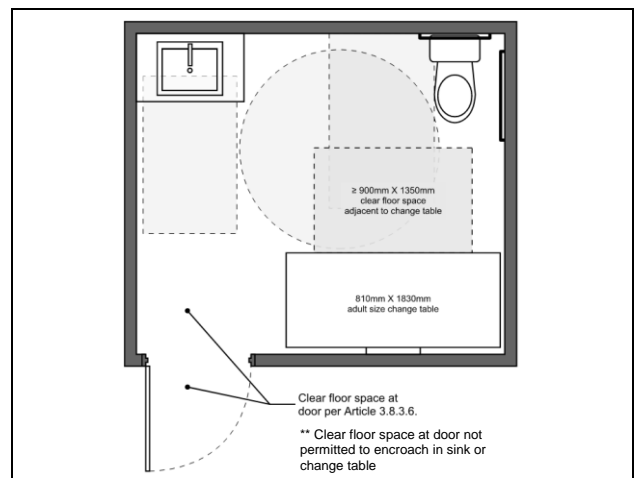 ≥ 900mm X 1350mm
clear floor space
adjacent to change table
810mm X 1830mm
adult size change table
Clear floor space at
door per Article 3.8.3.6.
** Clear floor space at door not
permitted to encroach in sink or
change table